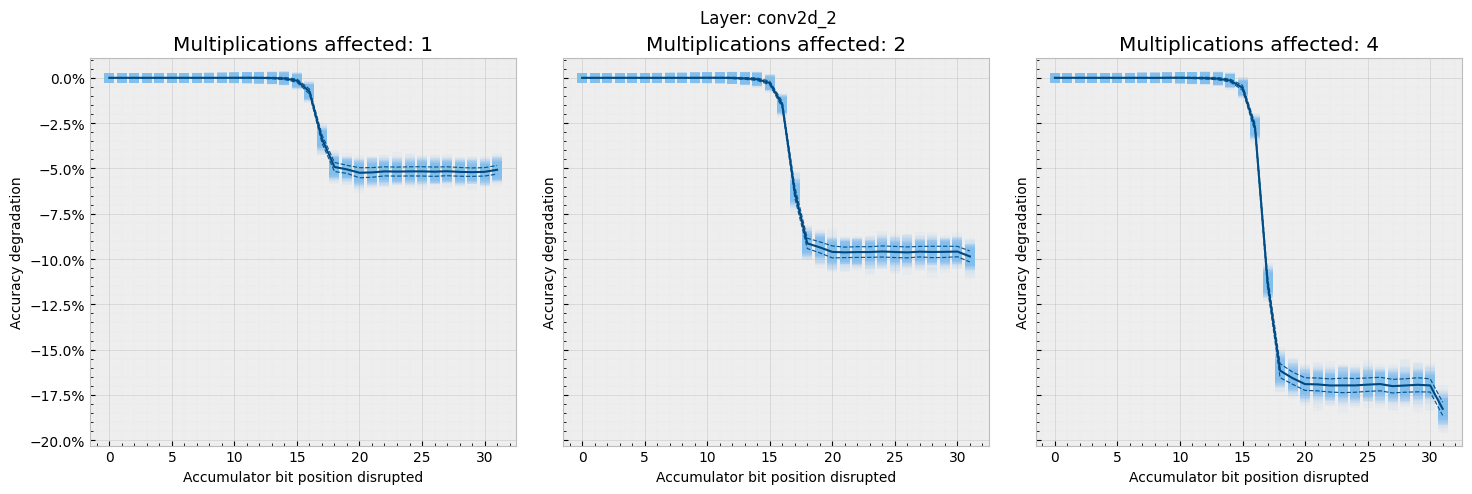 Layer: conv2d_2
Multiplications affected: 1
Multiplications affected: 2
Multiplications affected: 4
Accuracy degradation
0.0%
−2.5%
−5.0%
−7.5%
−10.0%
−12.5%
−15.0%
−17.5%
−20.0%
0 5 10 15 20 25 30
Accumulator bit position disrupted
Accuracy degradation
0 5 10 15 20 25 30
Accumulator bit position disrupted
Accuracy degradation
0 5 10 15 20 25 30
Accumulator bit position disrupted